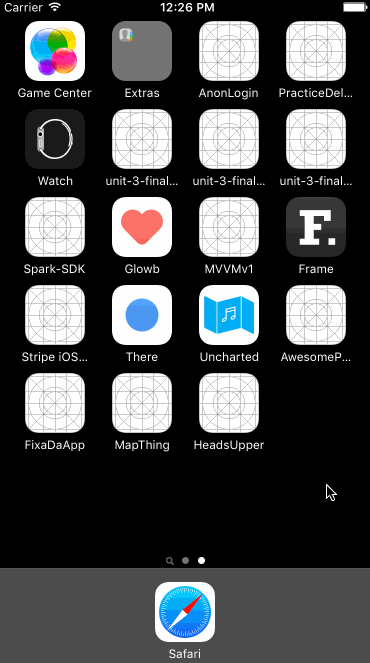 Carrier 12:26 PM
Game Center Extras AnonLogin PracticeDel...
Watch unit-3-final... unit-3-final... unit-3-final...
Spark-SDK Glowb MVVMv1 Frame
F.
Stripe iOS... There Uncharted AwesomeP...
FixaDaApp MapThing HeadsUpper
Safari